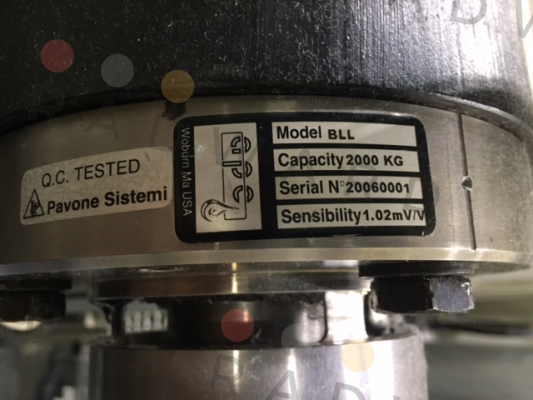 Q.C. TESTED
Pavone Sistemi
Woburn Ma USA
Model BLL
Capacity 2000 KG
Serial N°20060001
Sensibility 1.02mV/V